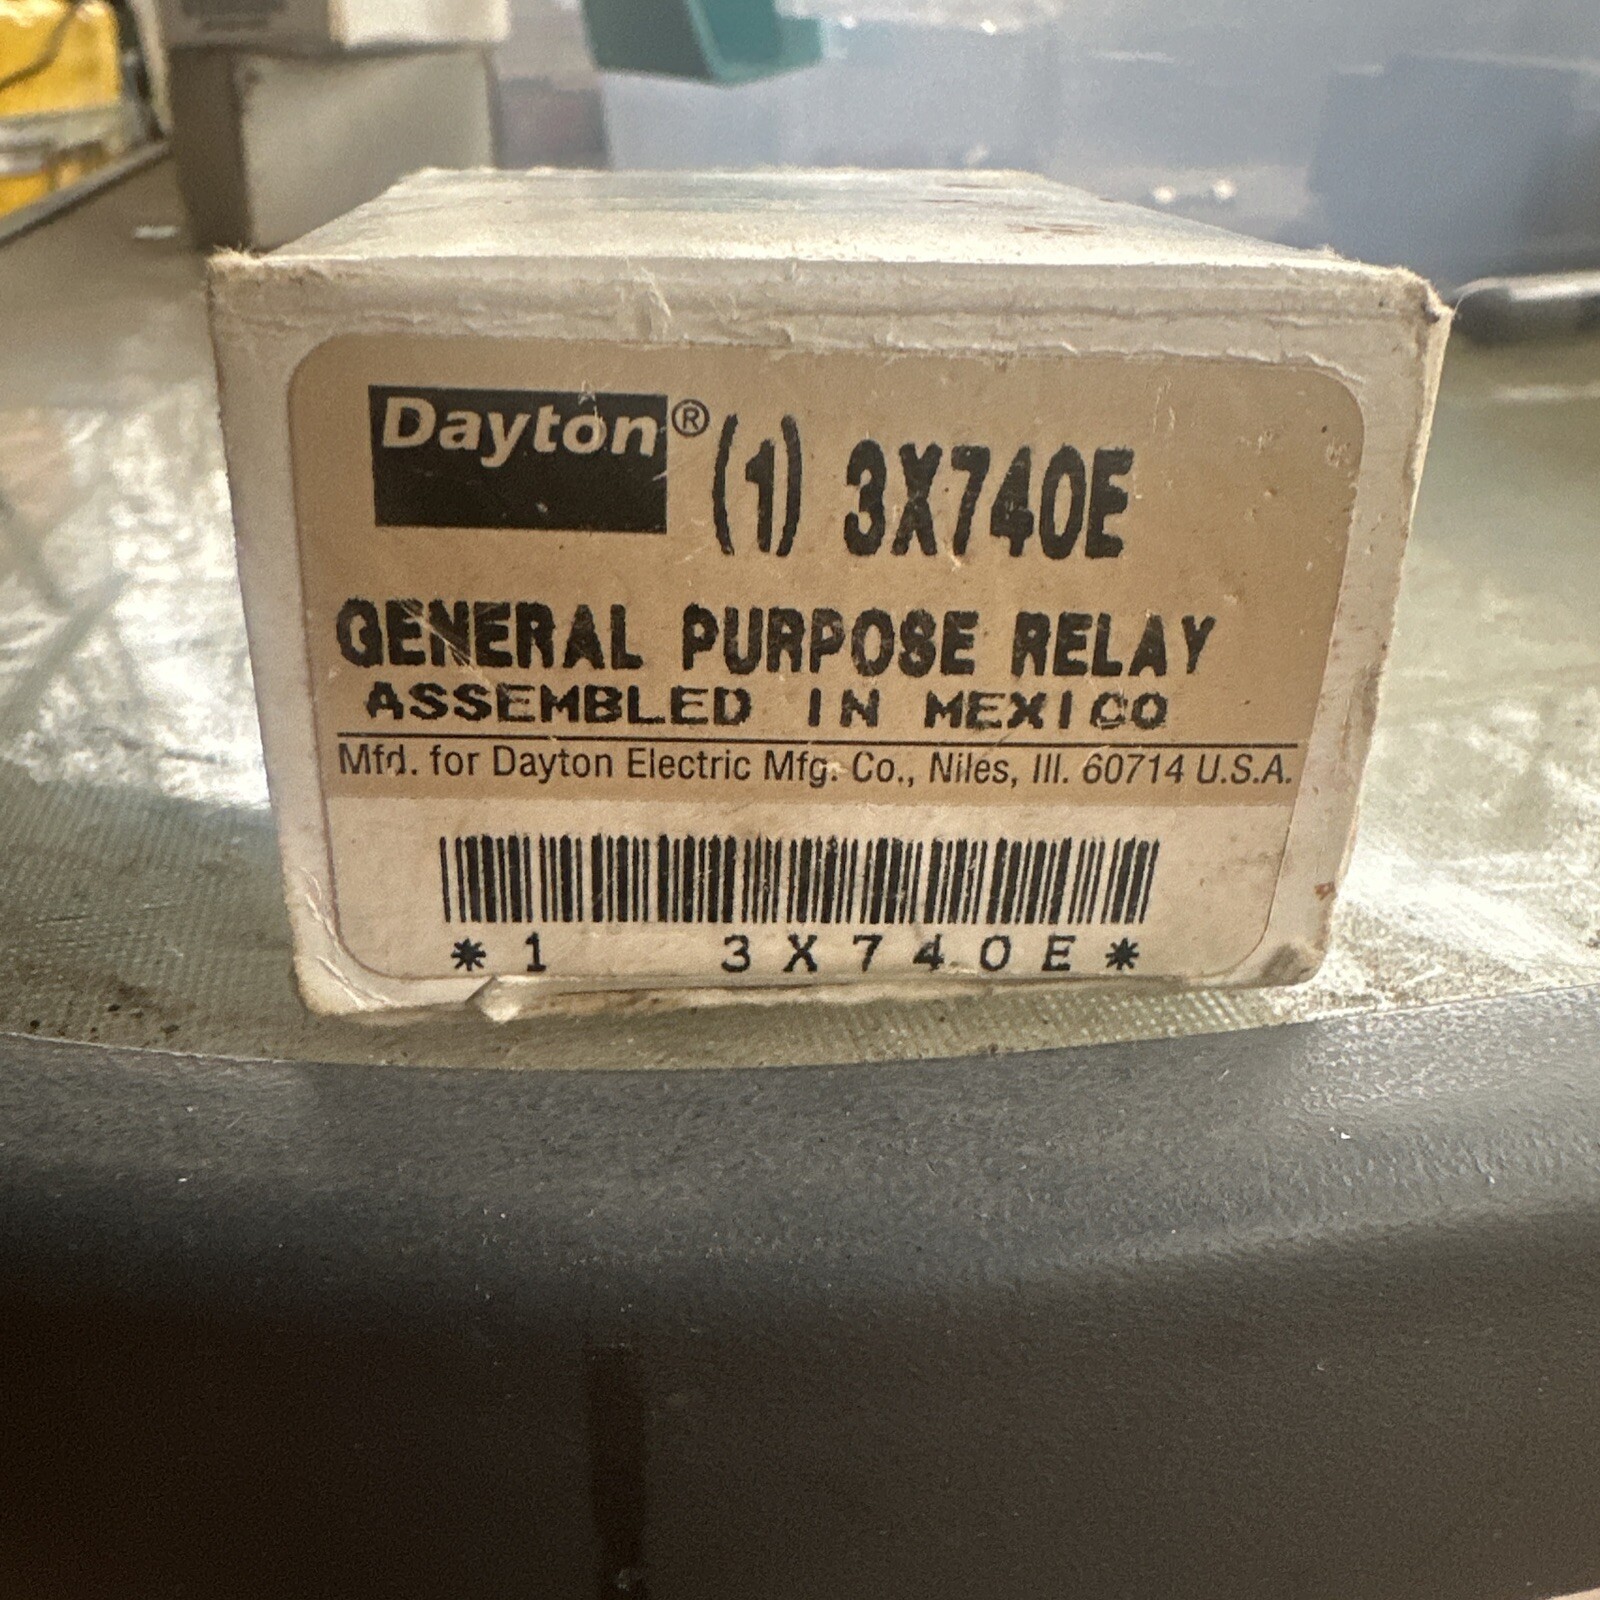 Dayton® (1) 3X740E
GENERAL PURPOSE RELAY
ASSEMBLED IN MEXICO
Mfd. for Dayton Electric Mfg. Co., Niles, Ill. 60714 U.S.A.
*1 3X740E*